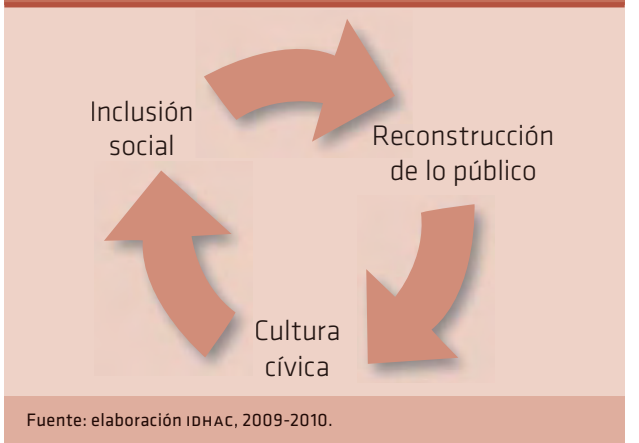 Inclusión
social
Reconstrucción
de lo público
Cultura
cívica
Fuente: elaboración IDHAC, 2009-2010.